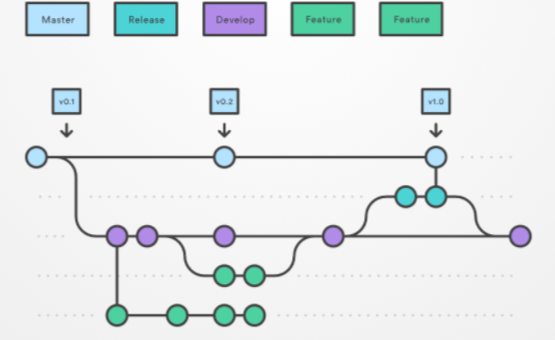 Master
Release
Develop
Feature
Feature
v0.1
v0.2
v1.0